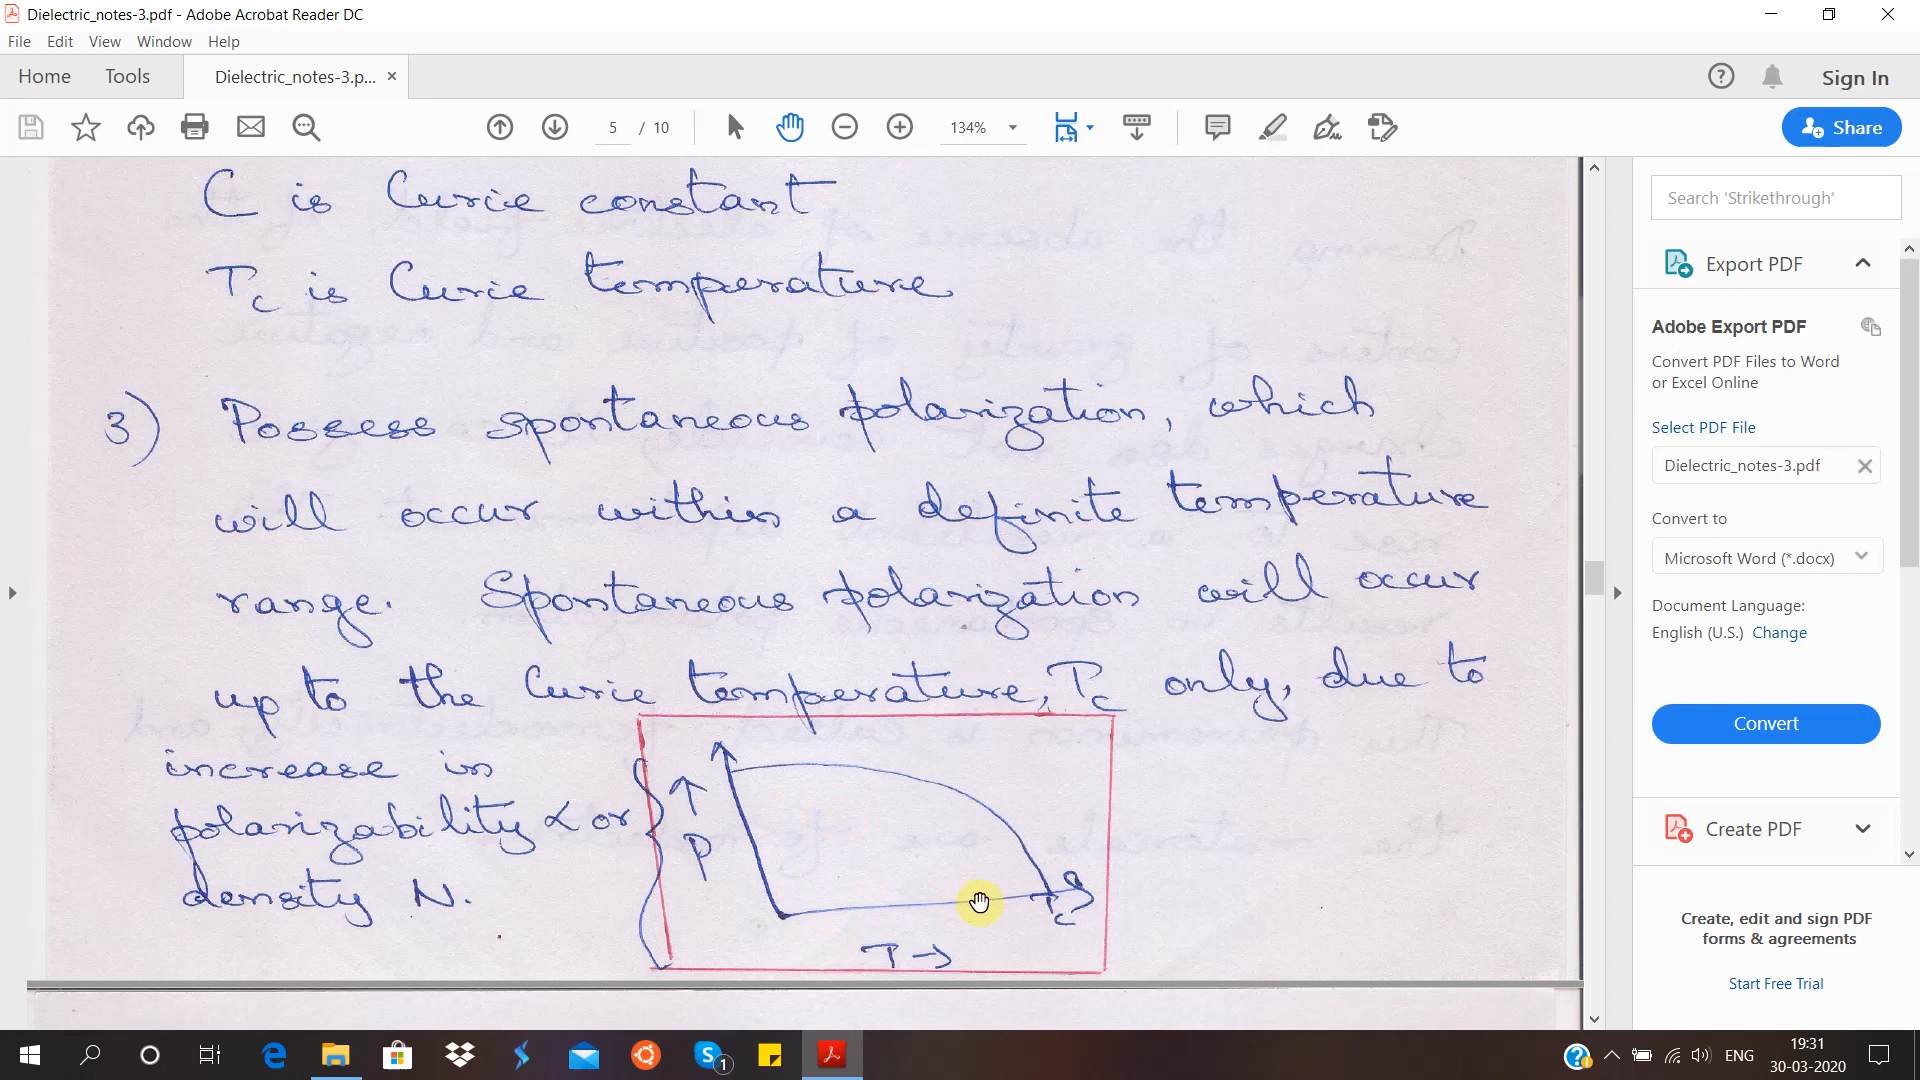 Dielectric_notes-3.pdf - Adobe Acrobat Reader DC
File Edit View Window Help
Home Tools Dielectric_notes-3.p... × Sign In
5 / 10 134% Share
C is Curie constant
Tc is Curie temperature
3) Possess spontaneous polarization, which
will occur within a definite temperature
range. Spontaneous polarization will occur
up to the Curie temperature, Tc only, due to
increase in
polarizability α or
density N.
↑
P
Tc
T →
Search 'Strikethrough'
Export PDF
Adobe Export PDF
Convert PDF Files to Word
or Excel Online
Select PDF File
Dielectric_notes-3.pdf
Convert to
Microsoft Word (*.docx)
Document Language:
English (U.S.) Change
Convert
Create PDF
Create, edit and sign PDF
forms & agreements
Start Free Trial
1
ENG
19:31
30-03-2020